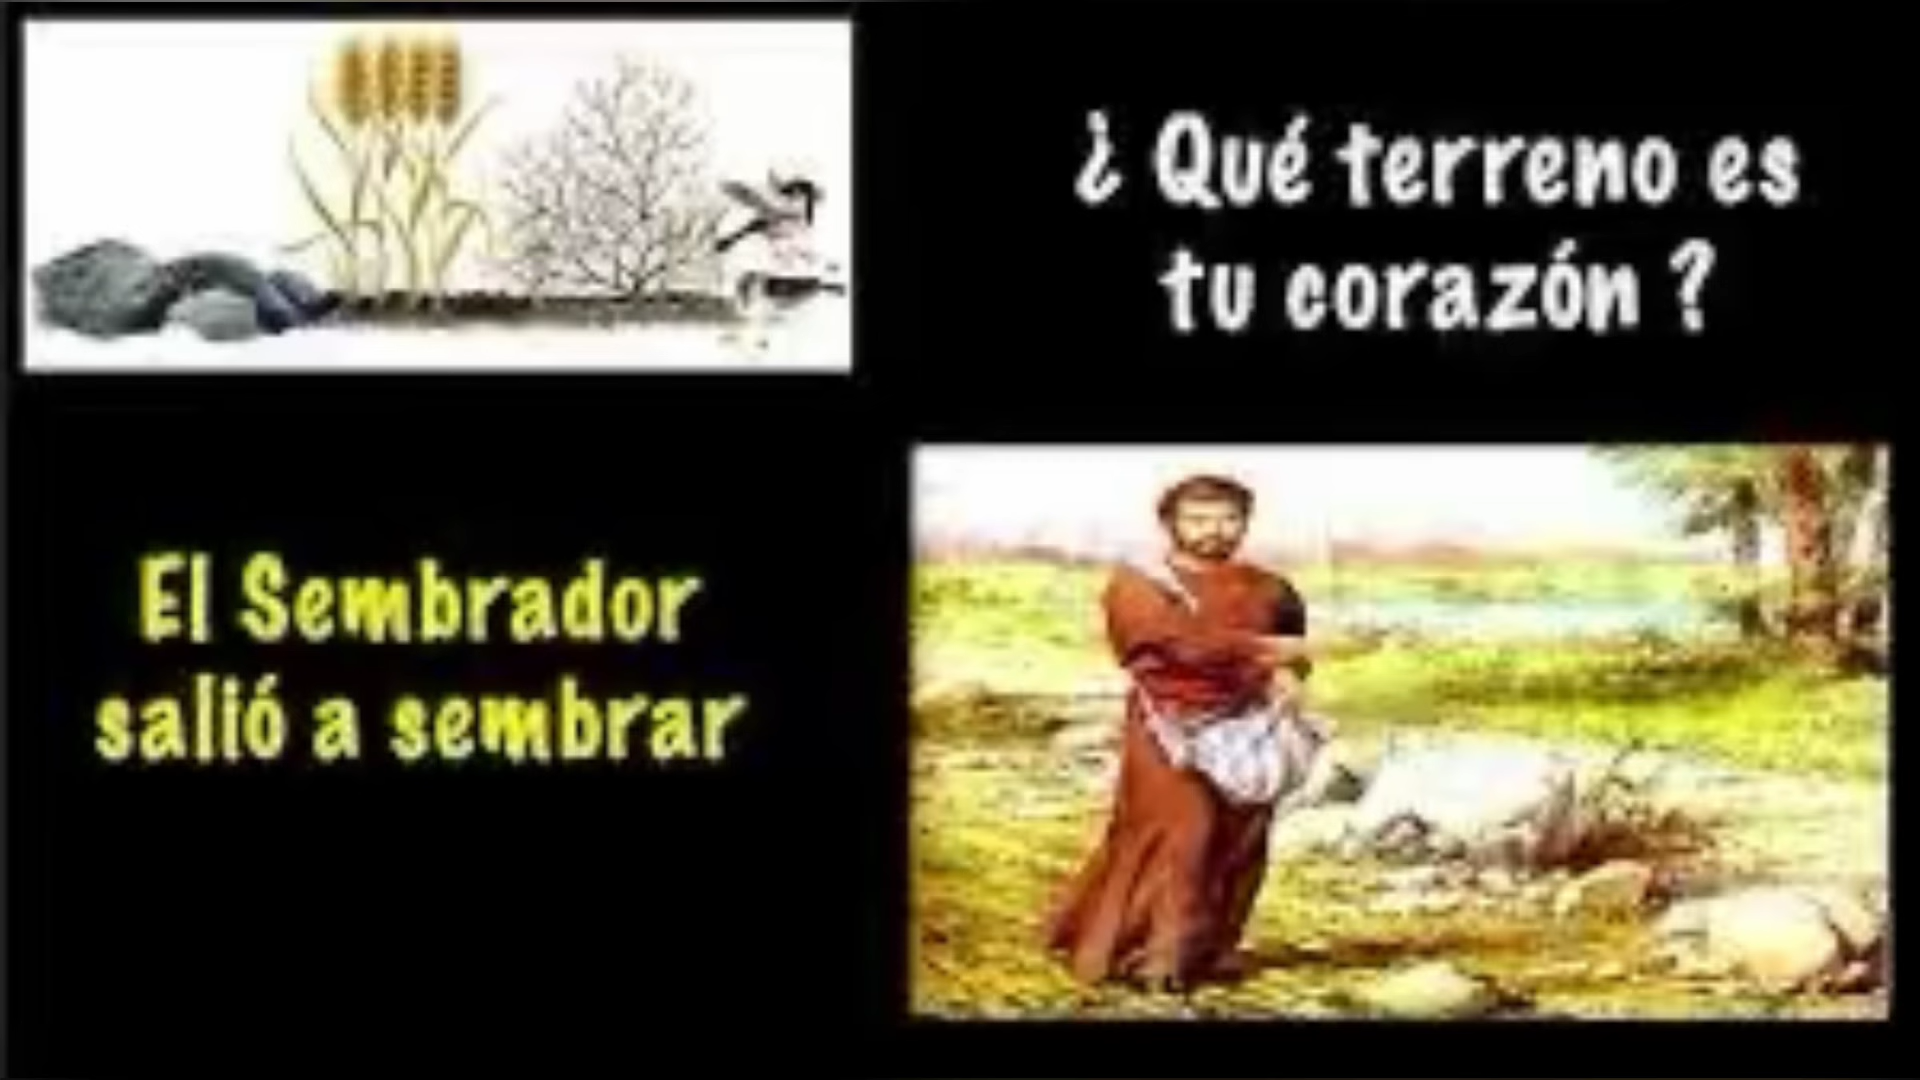 ¿ Qué terreno es
tu corazón ?
El Sembrador
salió a sembrar